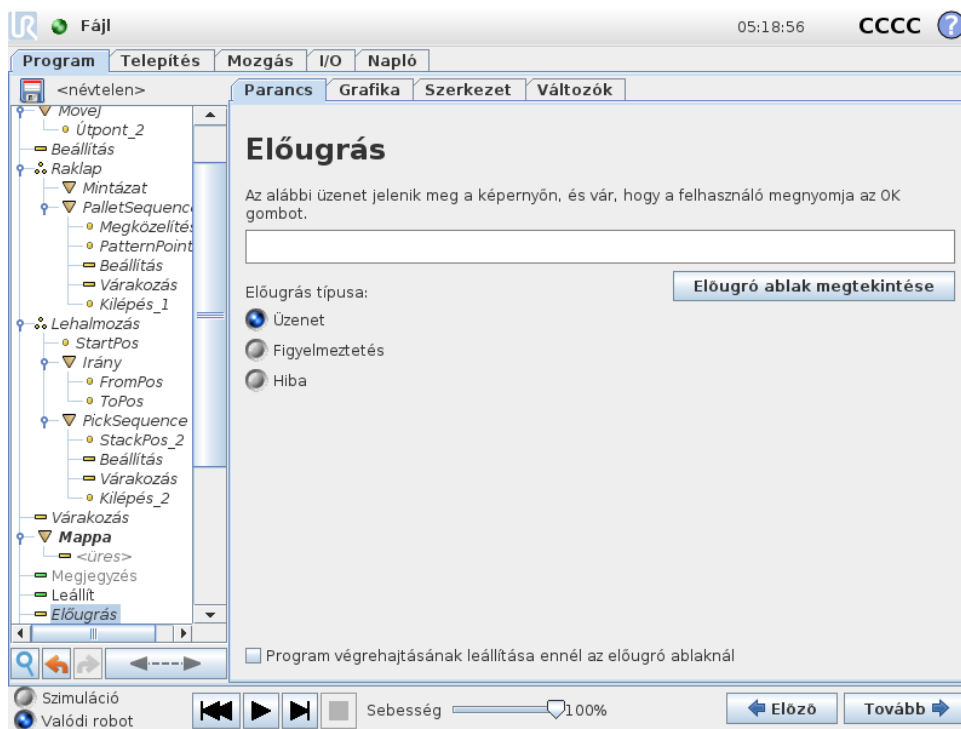 UR Fájl 05:18:56 CCCC ?
Program Telepítés Mozgás I/O Napló
<névtelen>
Parancs Grafika Szerkezet Változók
MoveJ
Útpont_2
Beállítás
Raklap
Mintázat
PalletSequenc
Megközelítés
PatternPoint
Beállítás
Várakozás
Kilépés_1
Lehalmozás
StartPos
Irány
FromPos
ToPos
PickSequence
StackPos_2
Beállítás
Várakozás
Kilépés_2
Várakozás
Mappa
<üres>
Megjegyzés
Leállít
Előugrás
Előugrás
Az alábbi üzenet jelenik meg a képernyőn, és vár, hogy a felhasználó megnyomja az OK
gombot.
Előugró ablak megtekintése
Előugrás típusa:
Üzenet
Figyelmeztetés
Hiba
Program végrehajtásának leállítása ennél az előugró ablaknál
Szimuláció
Valódi robot
Sebesség 100%
Előző Tovább